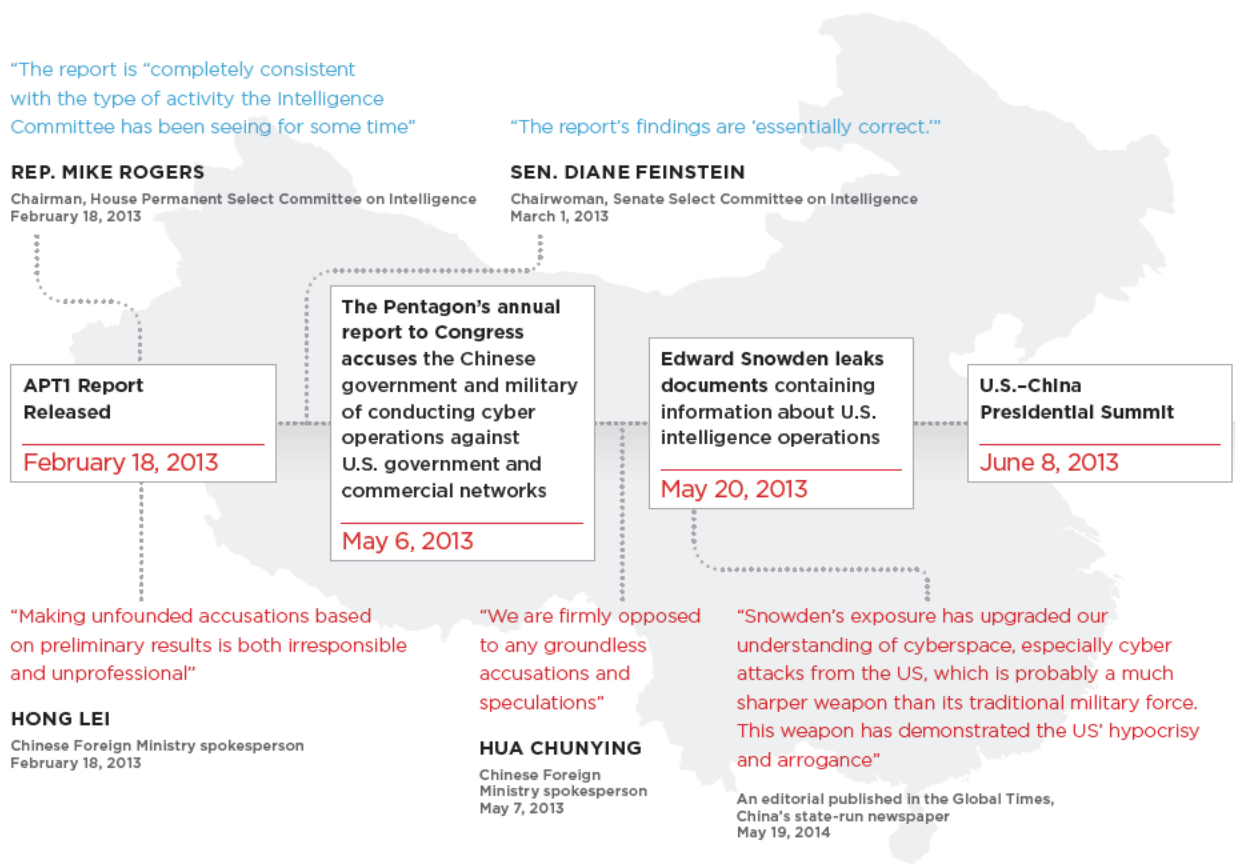 “The report is “completely consistent
with the type of activity the Intelligence
Committee has been seeing for some time”
REP. MIKE ROGERS
Chairman, House Permanent Select Committee on Intelligence
February 18, 2013
“The report’s findings are ‘essentially correct.’”
SEN. DIANE FEINSTEIN
Chairwoman, Senate Select Committee on Intelligence
March 1, 2013
APT1 Report
Released
February 18, 2013
The Pentagon’s annual
report to Congress
accuses the Chinese
government and military
of conducting cyber
operations against
U.S. government and
commercial networks
May 6, 2013
Edward Snowden leaks
documents containing
information about U.S.
intelligence operations
May 20, 2013
U.S.–China
Presidential Summit
June 8, 2013
“Making unfounded accusations based
on preliminary results is both irresponsible
and unprofessional”
HONG LEI
Chinese Foreign Ministry spokesperson
February 18, 2013
“We are firmly opposed
to any groundless
accusations and
speculations”
HUA CHUNYING
Chinese Foreign
Ministry spokesperson
May 7, 2013
“Snowden’s exposure has upgraded our
understanding of cyberspace, especially cyber
attacks from the US, which is probably a much
sharper weapon than its traditional military force.
This weapon has demonstrated the US’ hypocrisy
and arrogance”
An editorial published in the Global Times,
China’s state-run newspaper
May 19, 2014